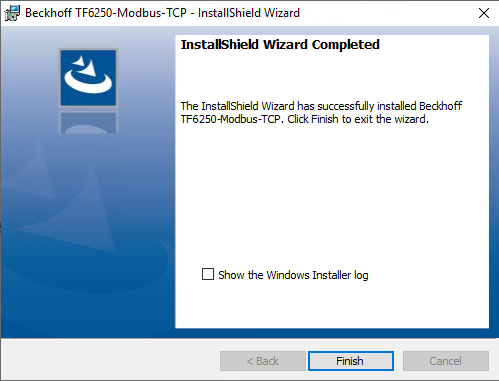 Beckhoff TF6250-Modbus-TCP - InstallShield Wizard
InstallShield Wizard Completed
The InstallShield Wizard has successfully installed Beckhoff
TF6250-Modbus-TCP. Click Finish to exit the wizard.
Show the Windows Installer log
< Back
Finish
Cancel